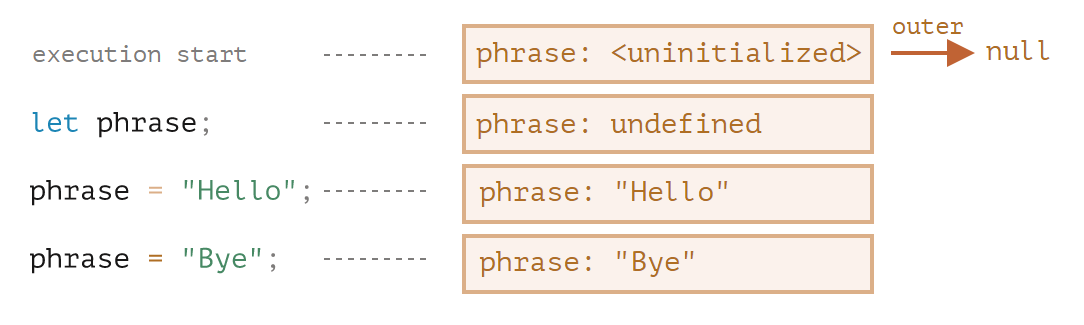 outer
execution start --------- phrase: <uninitialized> null
let phrase; --------- phrase: undefined
phrase = "Hello"; --------- phrase: "Hello"
phrase = "Bye"; --------- phrase: "Bye"